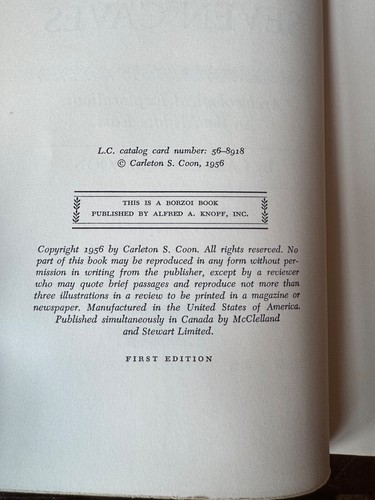 L.C. catalog card number: 56–8918
© Carleton S. Coon, 1956
THIS IS A BORZOI BOOK
PUBLISHED BY ALFRED A. KNOPF, INC.
Copyright 1956 by Carleton S. Coon. All rights reserved. No
part of this book may be reproduced in any form without per-
mission in writing from the publisher, except by a reviewer
who may quote brief passages and reproduce not more than
three illustrations in a review to be printed in a magazine or
newspaper. Manufactured in the United States of America.
Published simultaneously in Canada by McClelland
and Stewart Limited.
FIRST EDITION